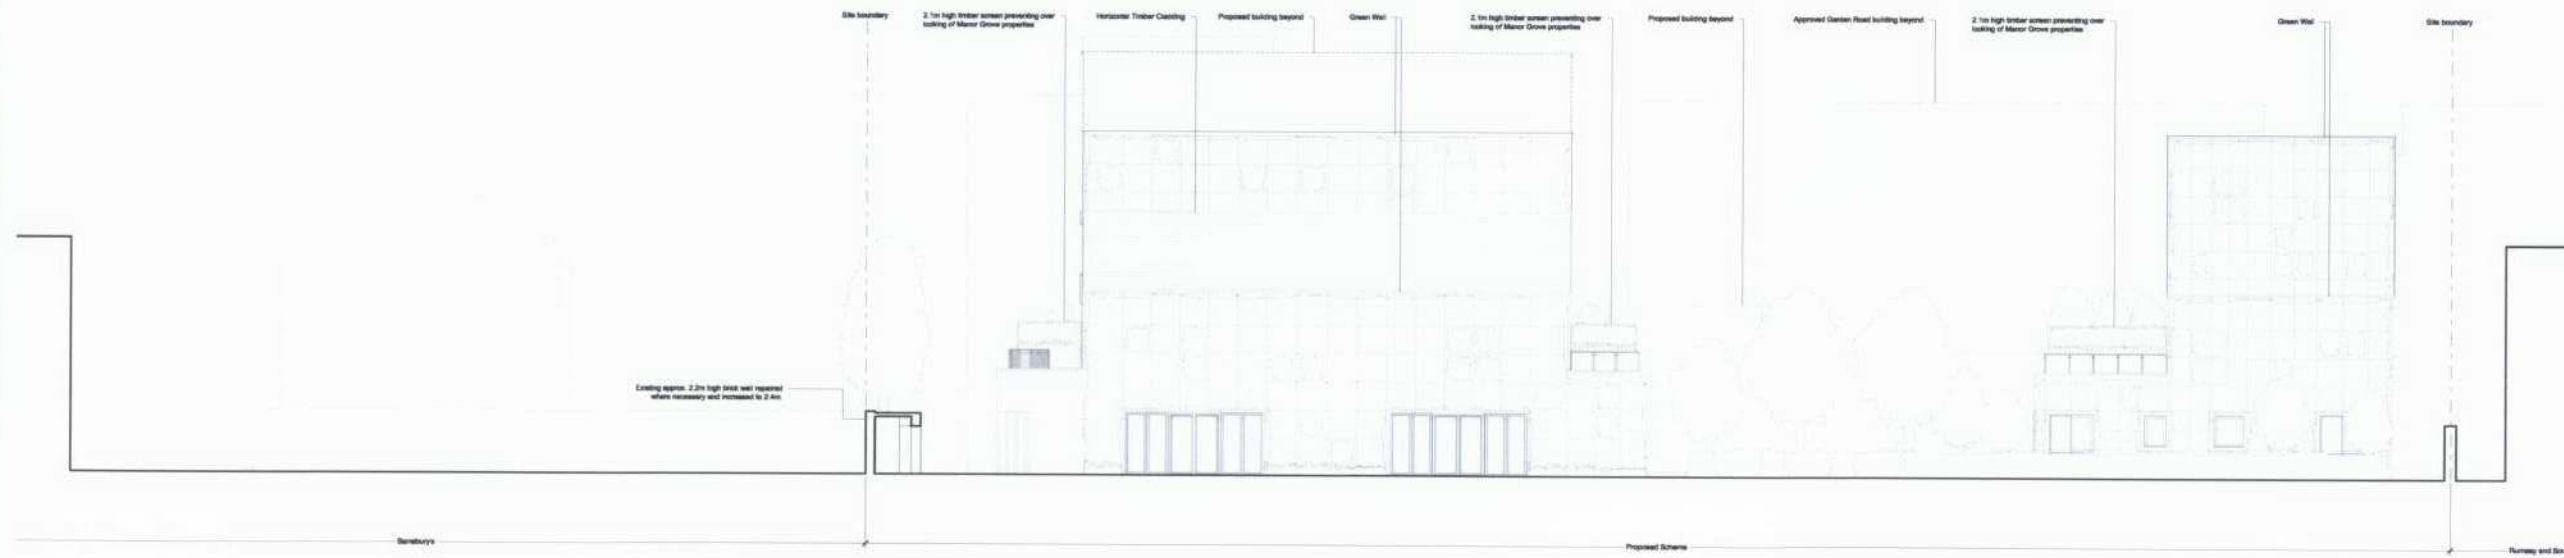 Site boundary
2.1m high timber screen preventing over
looking of Manor Grove properties
Horizontal Timber Cladding
Proposed building beyond
Green Wall
2.1m high timber screen preventing over
looking of Manor Grove properties
Proposed building beyond
Approved Garden Road building beyond
2.1m high timber screen preventing over
looking of Manor Grove properties
Green Wall
Site boundary
Existing approx. 2.2m high brick wall repaired
where necessary and increased to 2.4m
Sainsbury's
Proposed Scheme
Rumsey and